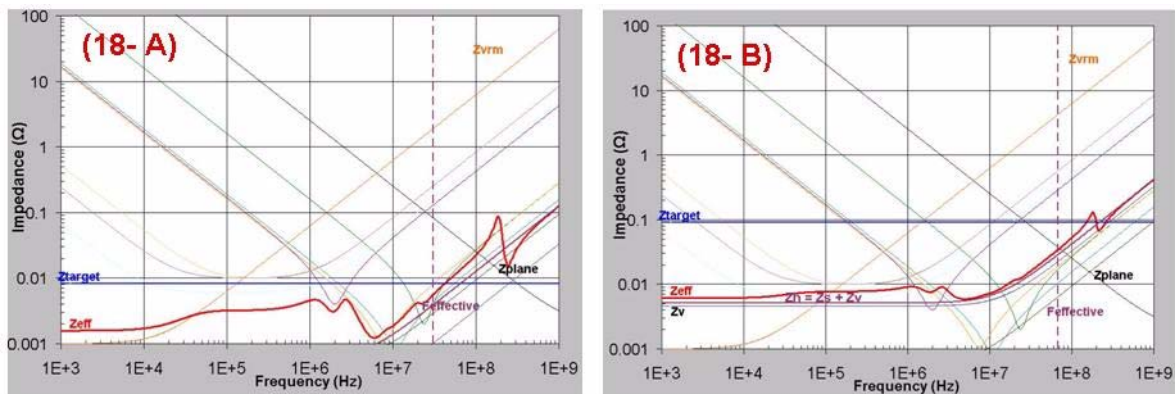 (18- A)
100
10
1
0.1
0.01
0.001
Impedance (Ω)
Zvrm
Ztarget
Zplane
Feffective
Zeff
1E+3 1E+4 1E+5 1E+6 1E+7 1E+8 1E+9
Frequency (Hz)
(18- B)
100
10
1
0.1
0.01
0.001
Impedance (Ω)
Zvrm
Ztarget
Zplane
Zeff
Zh = Zs + Zv
Zv
Feffective
1E+3 1E+4 1E+5 1E+6 1E+7 1E+8 1E+9
Frequency (Hz)